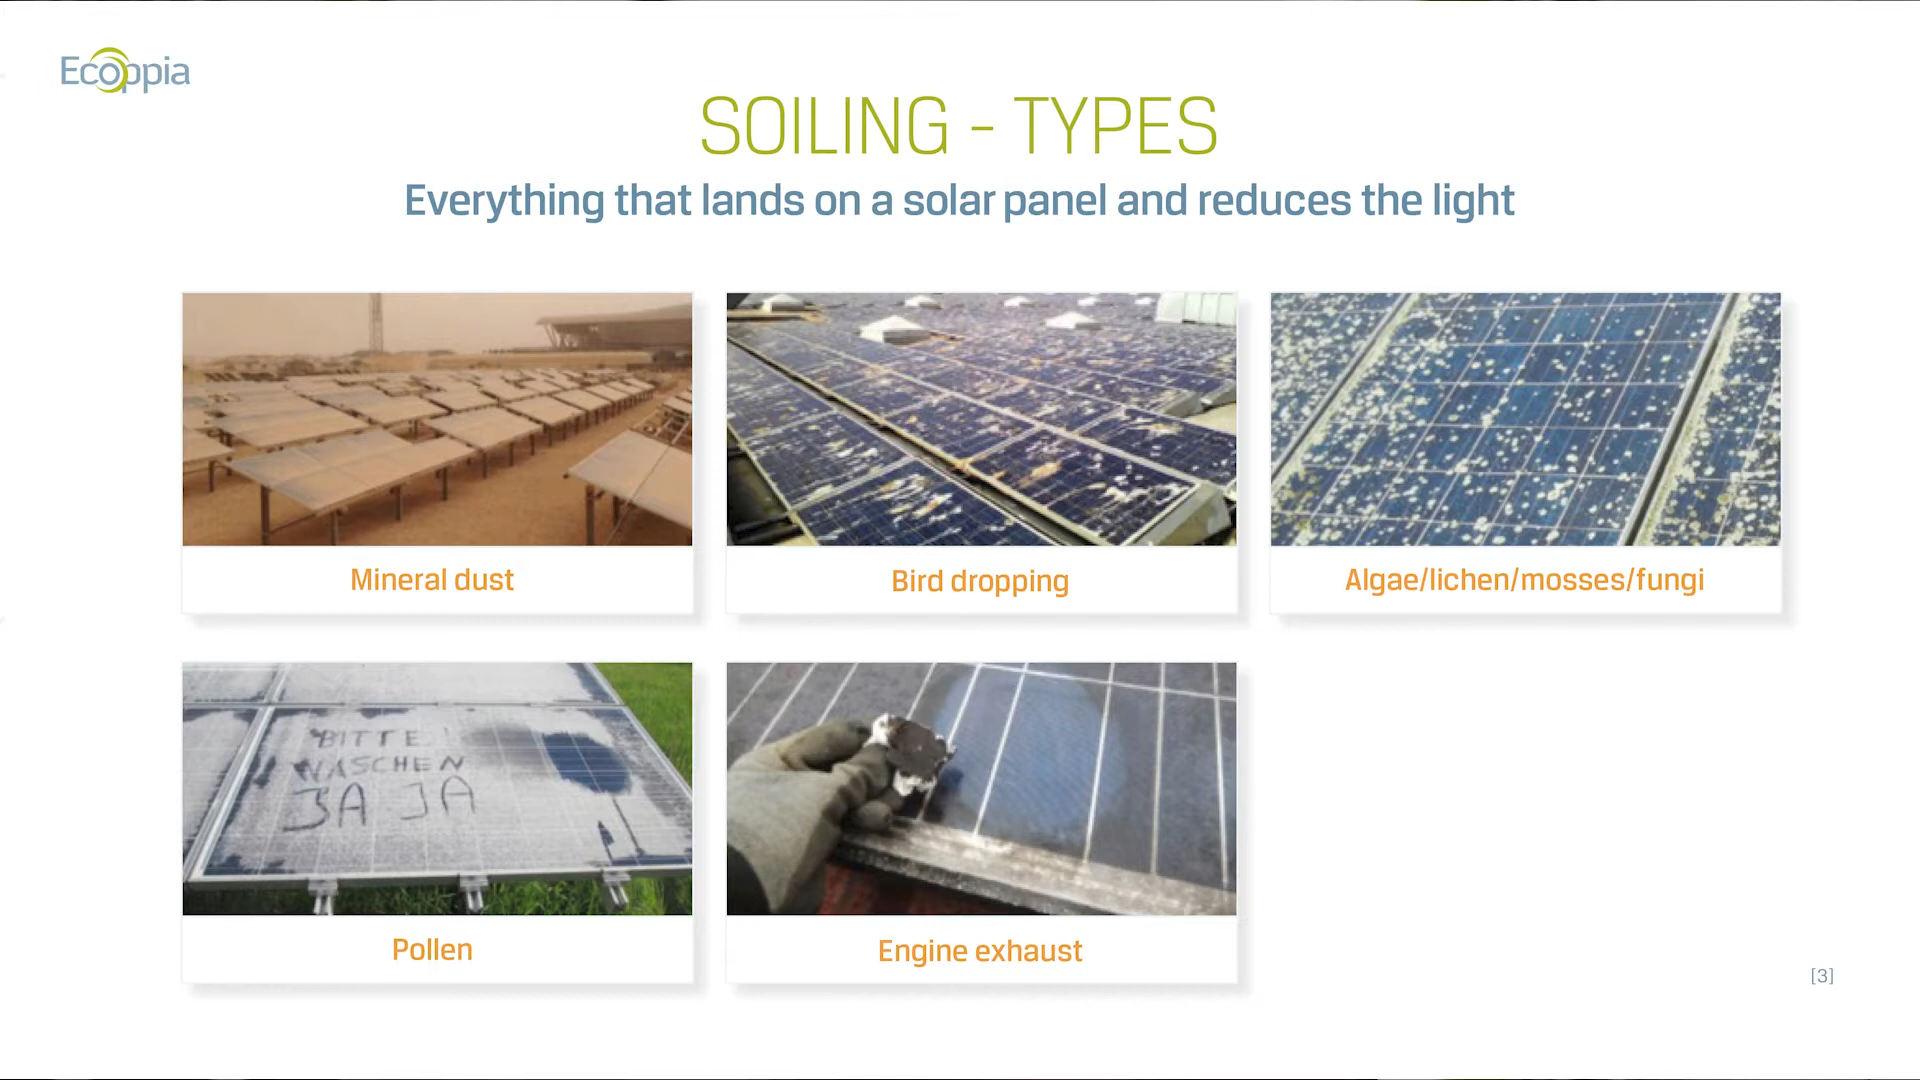 Ecoppia
SOILING - TYPES
Everything that lands on a solar panel and reduces the light
Mineral dust
Bird dropping
Algae/lichen/mosses/fungi
BITTE
WASCHEN
JA JA
Pollen
Engine exhaust
[3]